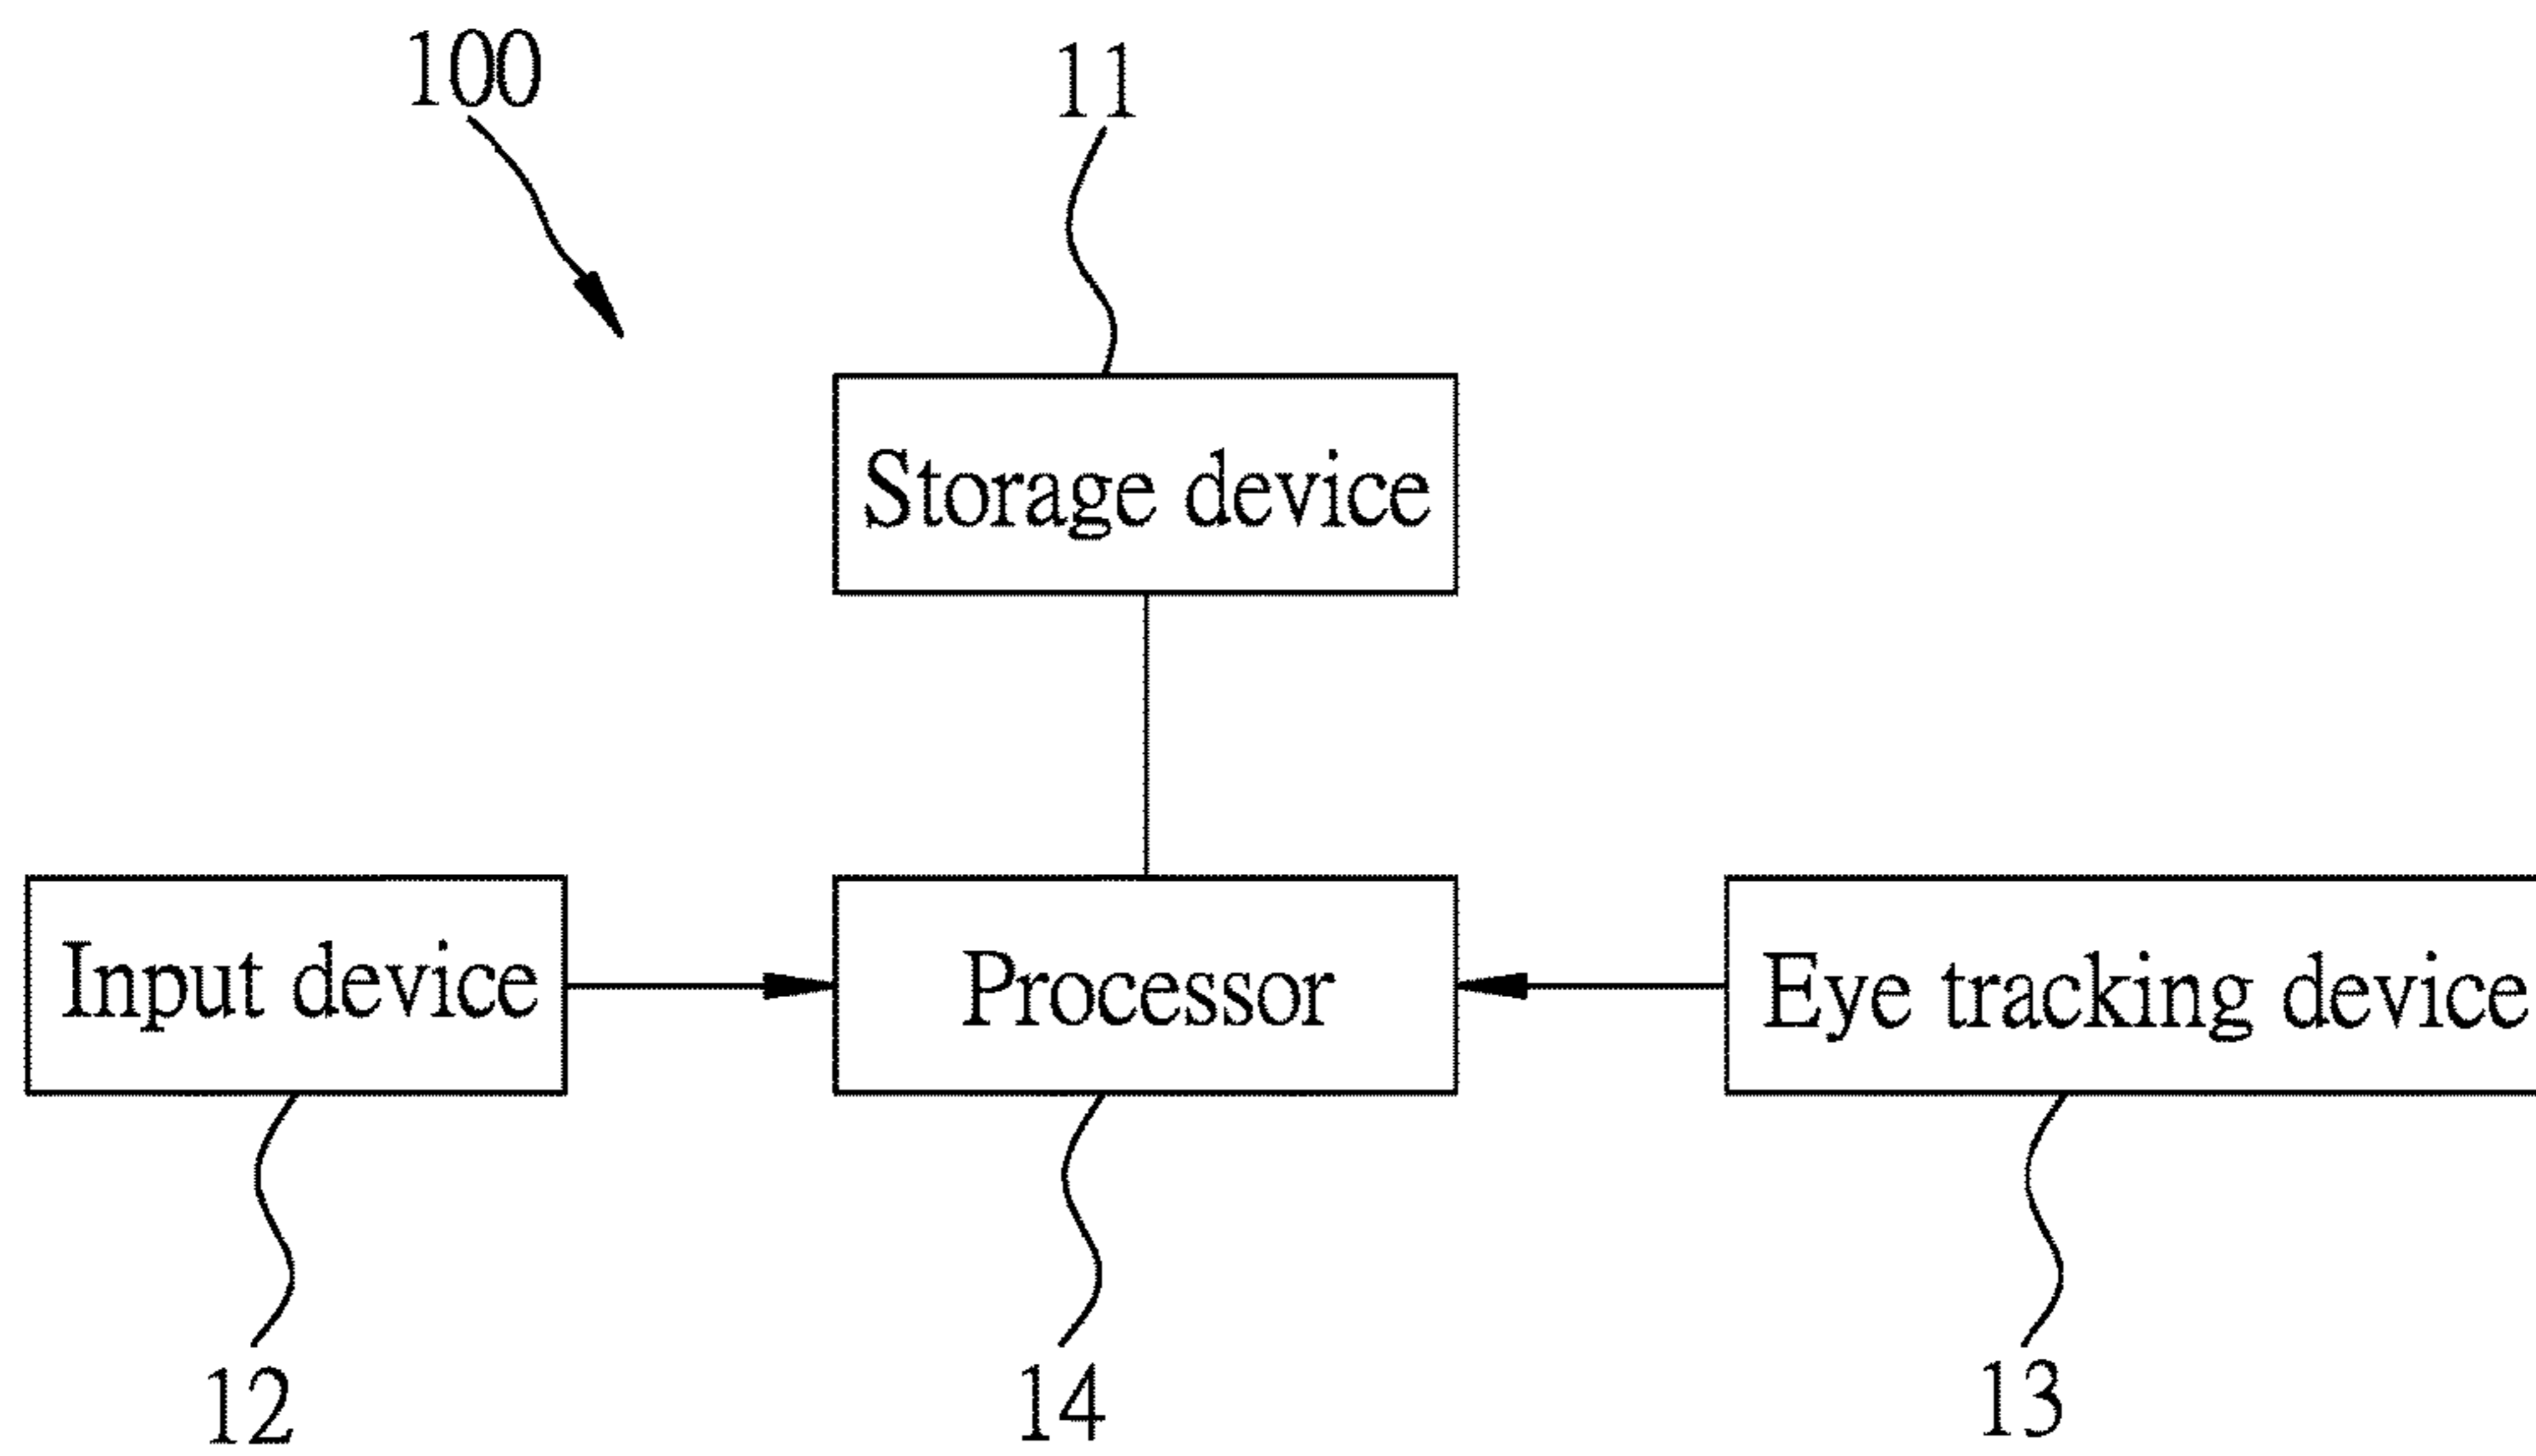 100
11
Storage device
Input device
Processor
Eye tracking device
12
14
13